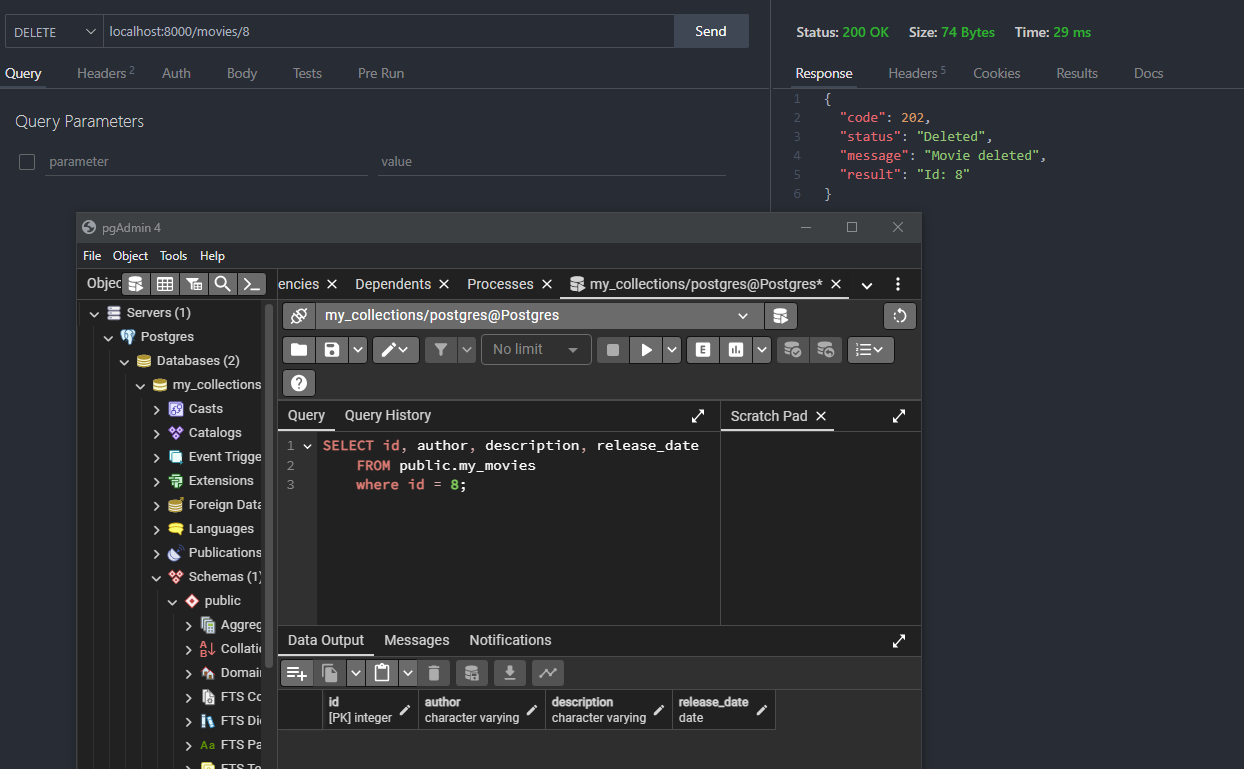 DELETE localhost:8000/movies/8 Send
Query Headers 2 Auth Body Tests Pre Run
Query Parameters
parameter value
Status: 200 OK Size: 74 Bytes Time: 29 ms
Response Headers 5 Cookies Results Docs
1 {
2 "code": 202,
3 "status": "Deleted",
4 "message": "Movie deleted",
5 "result": "Id: 8"
6 }
pgAdmin 4
File Object Tools Help
Objec
Servers (1)
Postgres
Databases (2)
my_collections
Casts
Catalogs
Event Trigge
Extensions
Foreign Data
Languages
Publications
Schemas (1)
public
Aggreg
Collatio
Domai
FTS Co
FTS Di
Aa FTS Pa
FTS Te
encies Dependents Processes my_collections/postgres@Postgres*
my_collections/postgres@Postgres
No limit
E
?
Query Query History Scratch Pad
1 SELECT id, author, description, release_date
2 FROM public.my_movies
3 where id = 8;
Data Output Messages Notifications
id author description release_date
[PK] integer character varying character varying date